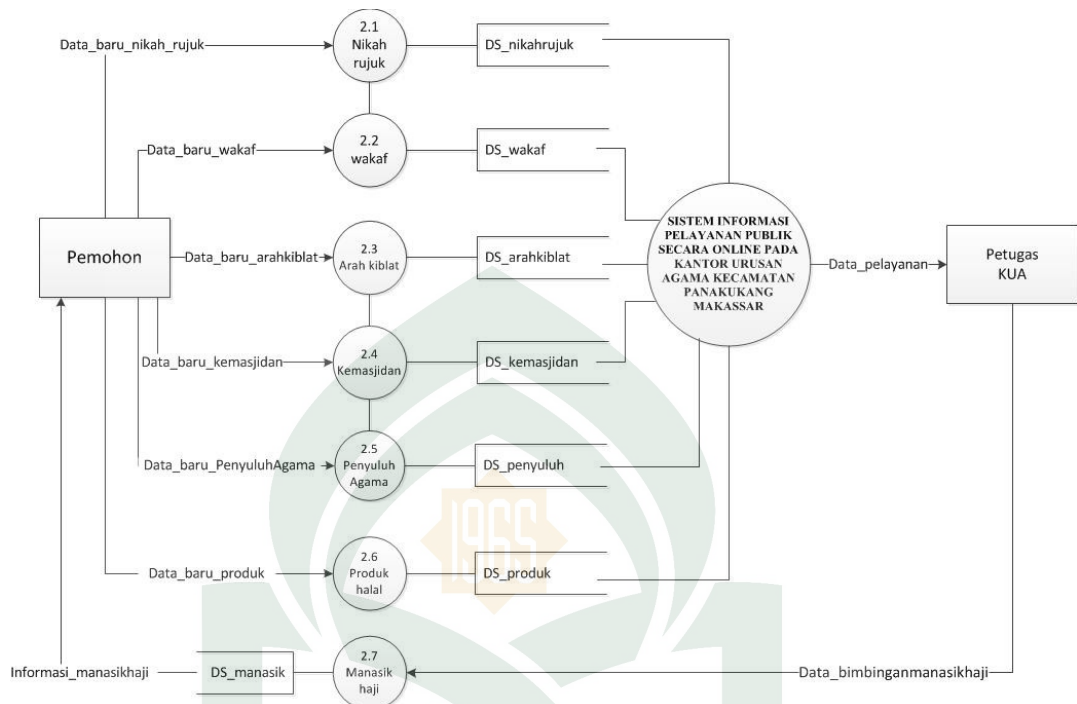 Data_baru_nikah_rujuk
2.1
Nikah
rujuk
DS_nikahrujuk
Data_baru_wakaf
2.2
wakaf
DS_wakaf
Pemohon
Data_baru_arahkiblat
2.3
Arah kiblat
DS_arahkiblat
SISTEM INFORMASI
PELAYANAN PUBLIK
SECARA ONLINE PADA
KANTOR URUSAN
AGAMA KECAMATAN
PANAKUKANG
MAKASSAR
Data_pelayanan
Petugas
KUA
Data_baru_kemasjidan
2.4
Kemasjidan
DS_kemasjidan
Data_baru_PenyuluhAgama
2.5
Penyuluh
Agama
DS_penyuluh
1965
Data_baru_produk
2.6
Produk
halal
DS_produk
Informasi_manasikhaji
DS_manasik
2.7
Manasik
haji
Data_bimbinganmanasikhaji